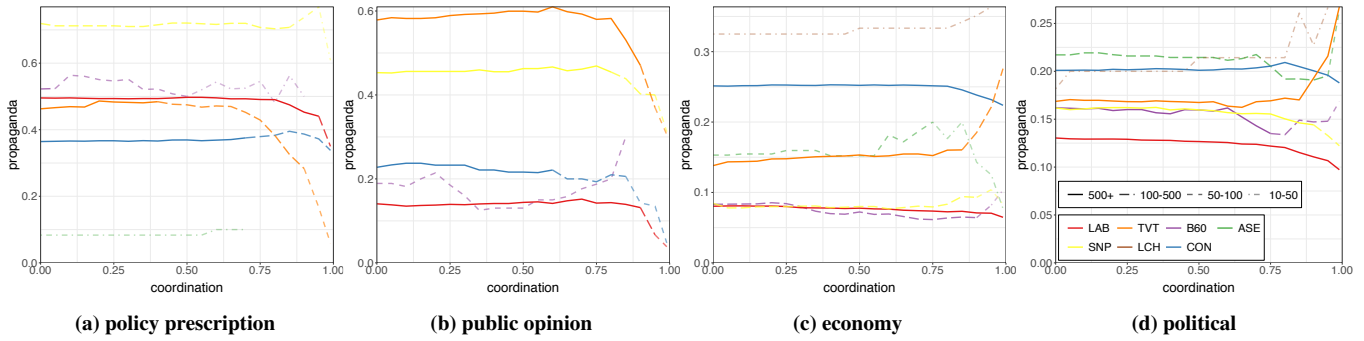 propaganda
0.6
0.4
0.2
0.0
0.00 0.25 0.50 0.75 1.00
coordination
(a) policy prescription
propaganda
0.6
0.4
0.2
0.0
0.00 0.25 0.50 0.75 1.00
coordination
(b) public opinion
propaganda
0.3
0.2
0.1
0.0
0.00 0.25 0.50 0.75 1.00
coordination
(c) economy
propaganda
0.25
0.20
0.15
0.10
0.05
0.00
500+ 100-500 50-100 10-50
LAB TVT B60 ASE
SNP LCH CON
0.00 0.25 0.50 0.75 1.00
coordination
(d) political